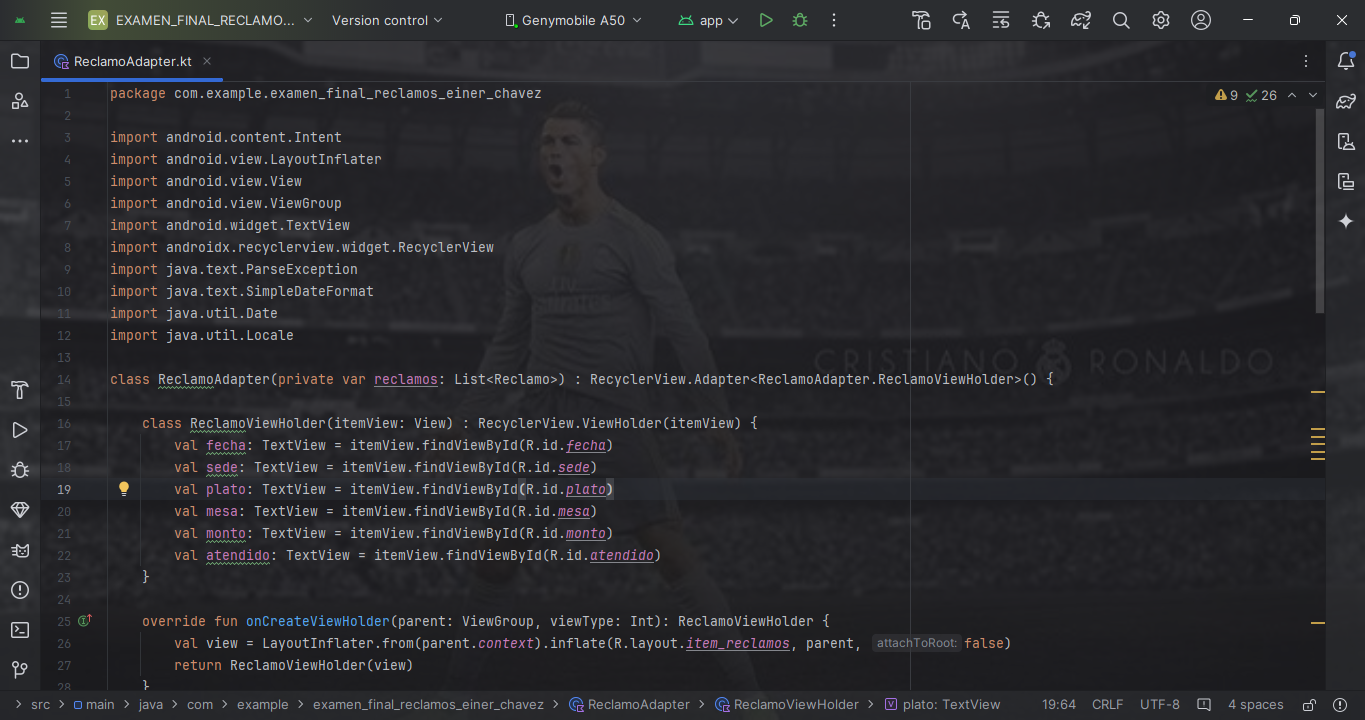 EX EXAMEN_FINAL_RECLAMO... Version control Genymobile A50 app
ReclamoAdapter.kt
9 26
1 package com.example.examen_final_reclamos_einer_chavez
2
3 import android.content.Intent
4 import android.view.LayoutInflater
5 import android.view.View
6 import android.view.ViewGroup
7 import android.widget.TextView
8 import androidx.recyclerview.widget.RecyclerView
9 import java.text.ParseException
10 import java.text.SimpleDateFormat
11 import java.util.Date
12 import java.util.Locale
13
CRISTIANO RONALDO
14 class ReclamoAdapter(private var reclamos: List<Reclamo>) : RecyclerView.Adapter<ReclamoAdapter.ReclamoViewHolder>() {
15
16 class ReclamoViewHolder(itemView: View) : RecyclerView.ViewHolder(itemView) {
17 val fecha: TextView = itemView.findViewById(R.id.fecha)
18 val sede: TextView = itemView.findViewById(R.id.sede)
19 val plato: TextView = itemView.findViewById(R.id.plato)
20 val mesa: TextView = itemView.findViewById(R.id.mesa)
21 val monto: TextView = itemView.findViewById(R.id.monto)
22 val atendido: TextView = itemView.findViewById(R.id.atendido)
23 }
24
25 override fun onCreateViewHolder(parent: ViewGroup, viewType: Int): ReclamoViewHolder {
26 val view = LayoutInflater.from(parent.context).inflate(R.layout.item_reclamos, parent, attachToRoot: false)
27 return ReclamoViewHolder(view)
28 }
src > main > java > com > example > examen_final_reclamos_einer_chavez > ReclamoAdapter > ReclamoViewHolder > plato: TextView 19:64 CRLF UTF-8 4 spaces